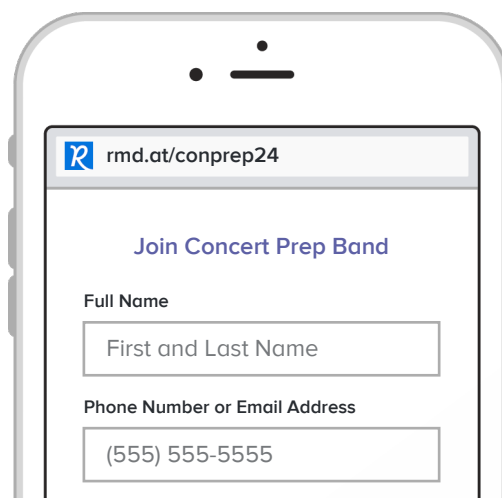 rmd.at/conprep24
Join Concert Prep Band
Full Name
First and Last Name
Phone Number or Email Address
(555) 555-5555